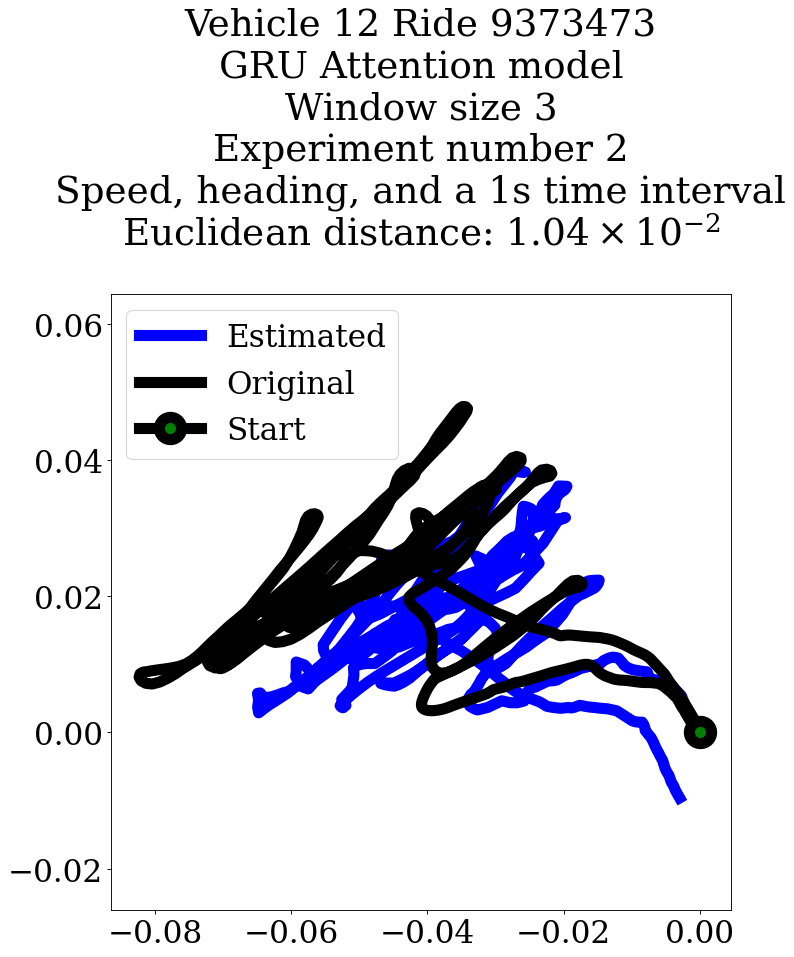 Vehicle 12 Ride 9373473
GRU Attention model
Window size 3
Experiment number 2
Speed, heading, and a 1s time interval
Euclidean distance: 1.04 × 10⁻²
Estimated
Original
Start
0.06
0.04
0.02
0.00
−0.02
−0.08
−0.06
−0.04
−0.02
0.00